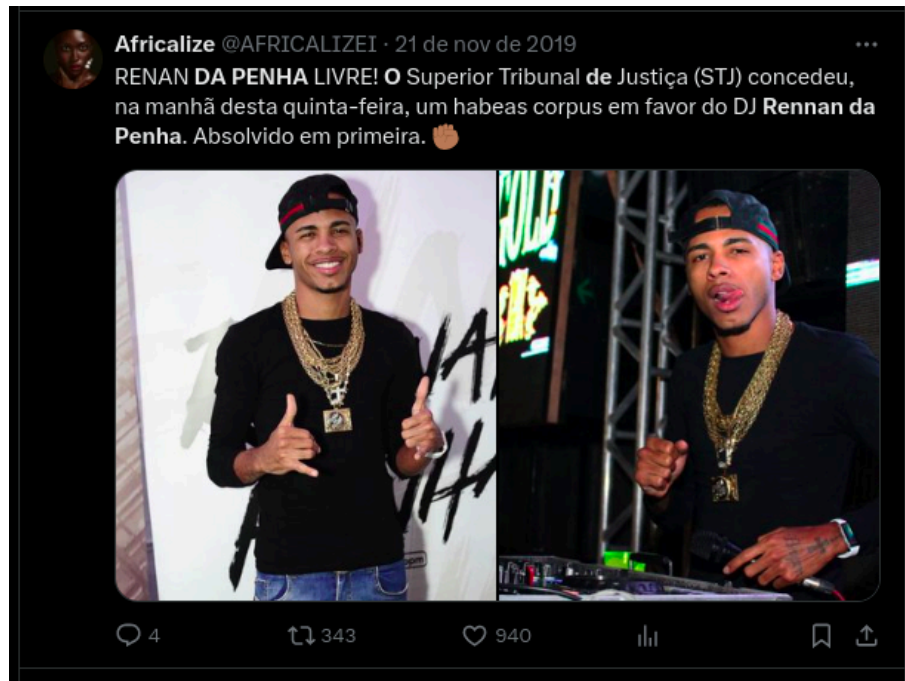 Africalize @AFRICALIZEI · 21 de nov de 2019
RENAN DA PENHA LIVRE! O Superior Tribunal de Justiça (STJ) concedeu,
na manhã desta quinta-feira, um habeas corpus em favor do DJ Rennan da
Penha. Absolvido em primeira. ✊🏽
4
343
940